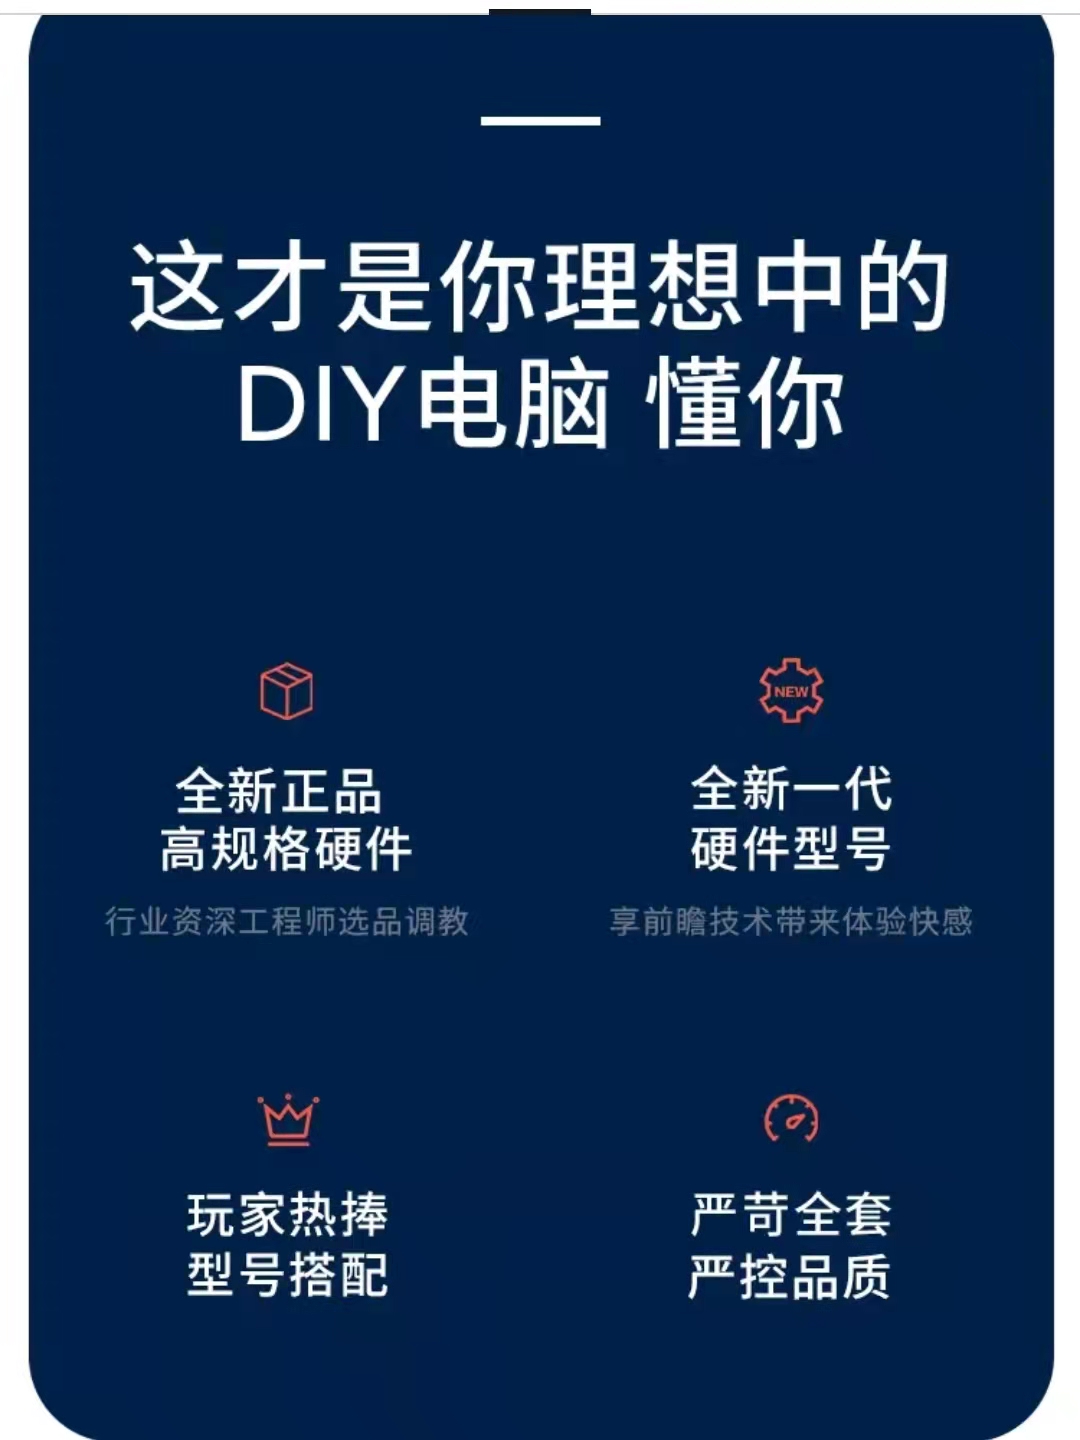 这才是你理想中的
DIY电脑 懂你
全新正品
高规格硬件
行业资深工程师选品调教
NEW
全新一代
硬件型号
享前瞻技术带来体验快感
玩家热捧
型号搭配
严苛全套
严控品质